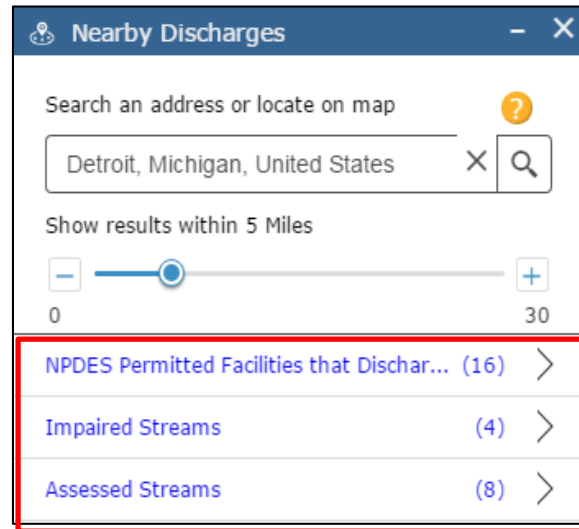 Nearby Discharges
Search an address or locate on map
?
Detroit, Michigan, United States
Show results within 5 Miles
0 30
NPDES Permitted Facilities that Dischar... (16)
Impaired Streams (4)
Assessed Streams (8)